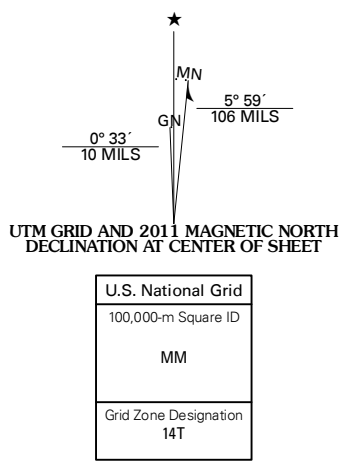 MN
GN
5° 59´
106 MILS
0° 33´
10 MILS
UTM GRID AND 2011 MAGNETIC NORTH
DECLINATION AT CENTER OF SHEET
U.S. National Grid
100,000-m Square ID
MM
Grid Zone Designation
14T